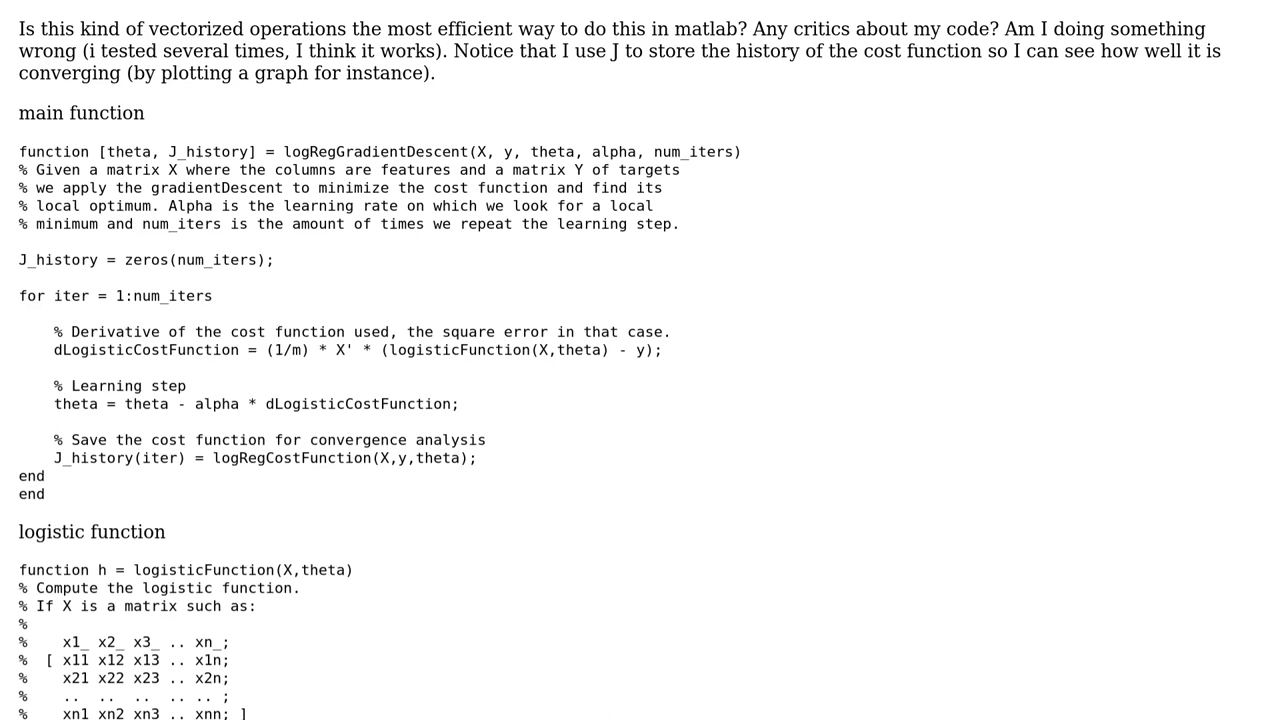 Is this kind of vectorized operations the most efficient way to do this in matlab? Any critics about my code? Am I doing something
wrong (i tested several times, I think it works). Notice that I use J to store the history of the cost function so I can see how well it is
converging (by plotting a graph for instance).
main function
function [theta, J_history] = logRegGradientDescent(X, y, theta, alpha, num_iters)
% Given a matrix X where the columns are features and a matrix Y of targets
% we apply the gradientDescent to minimize the cost function and find its
% local optimum. Alpha is the learning rate on which we look for a local
% minimum and num_iters is the amount of times we repeat the learning step.
J_history = zeros(num_iters);
for iter = 1:num_iters
    % Derivative of the cost function used, the square error in that case.
    dLogisticCostFunction = (1/m) * X' * (logisticFunction(X,theta) - y);
    % Learning step
    theta = theta - alpha * dLogisticCostFunction;
    % Save the cost function for convergence analysis
    J_history(iter) = logRegCostFunction(X,y,theta);
end
end
logistic function
function h = logisticFunction(X,theta)
% Compute the logistic function.
% If X is a matrix such as:
%
%    x1_ x2_ x3_ .. xn_;
%  [ x11 x12 x13 .. x1n;
%    x21 x22 x23 .. x2n;
%    ..  ..  ..  .. .. ;
%    xn1 xn2 xn3 .. xnn; ]